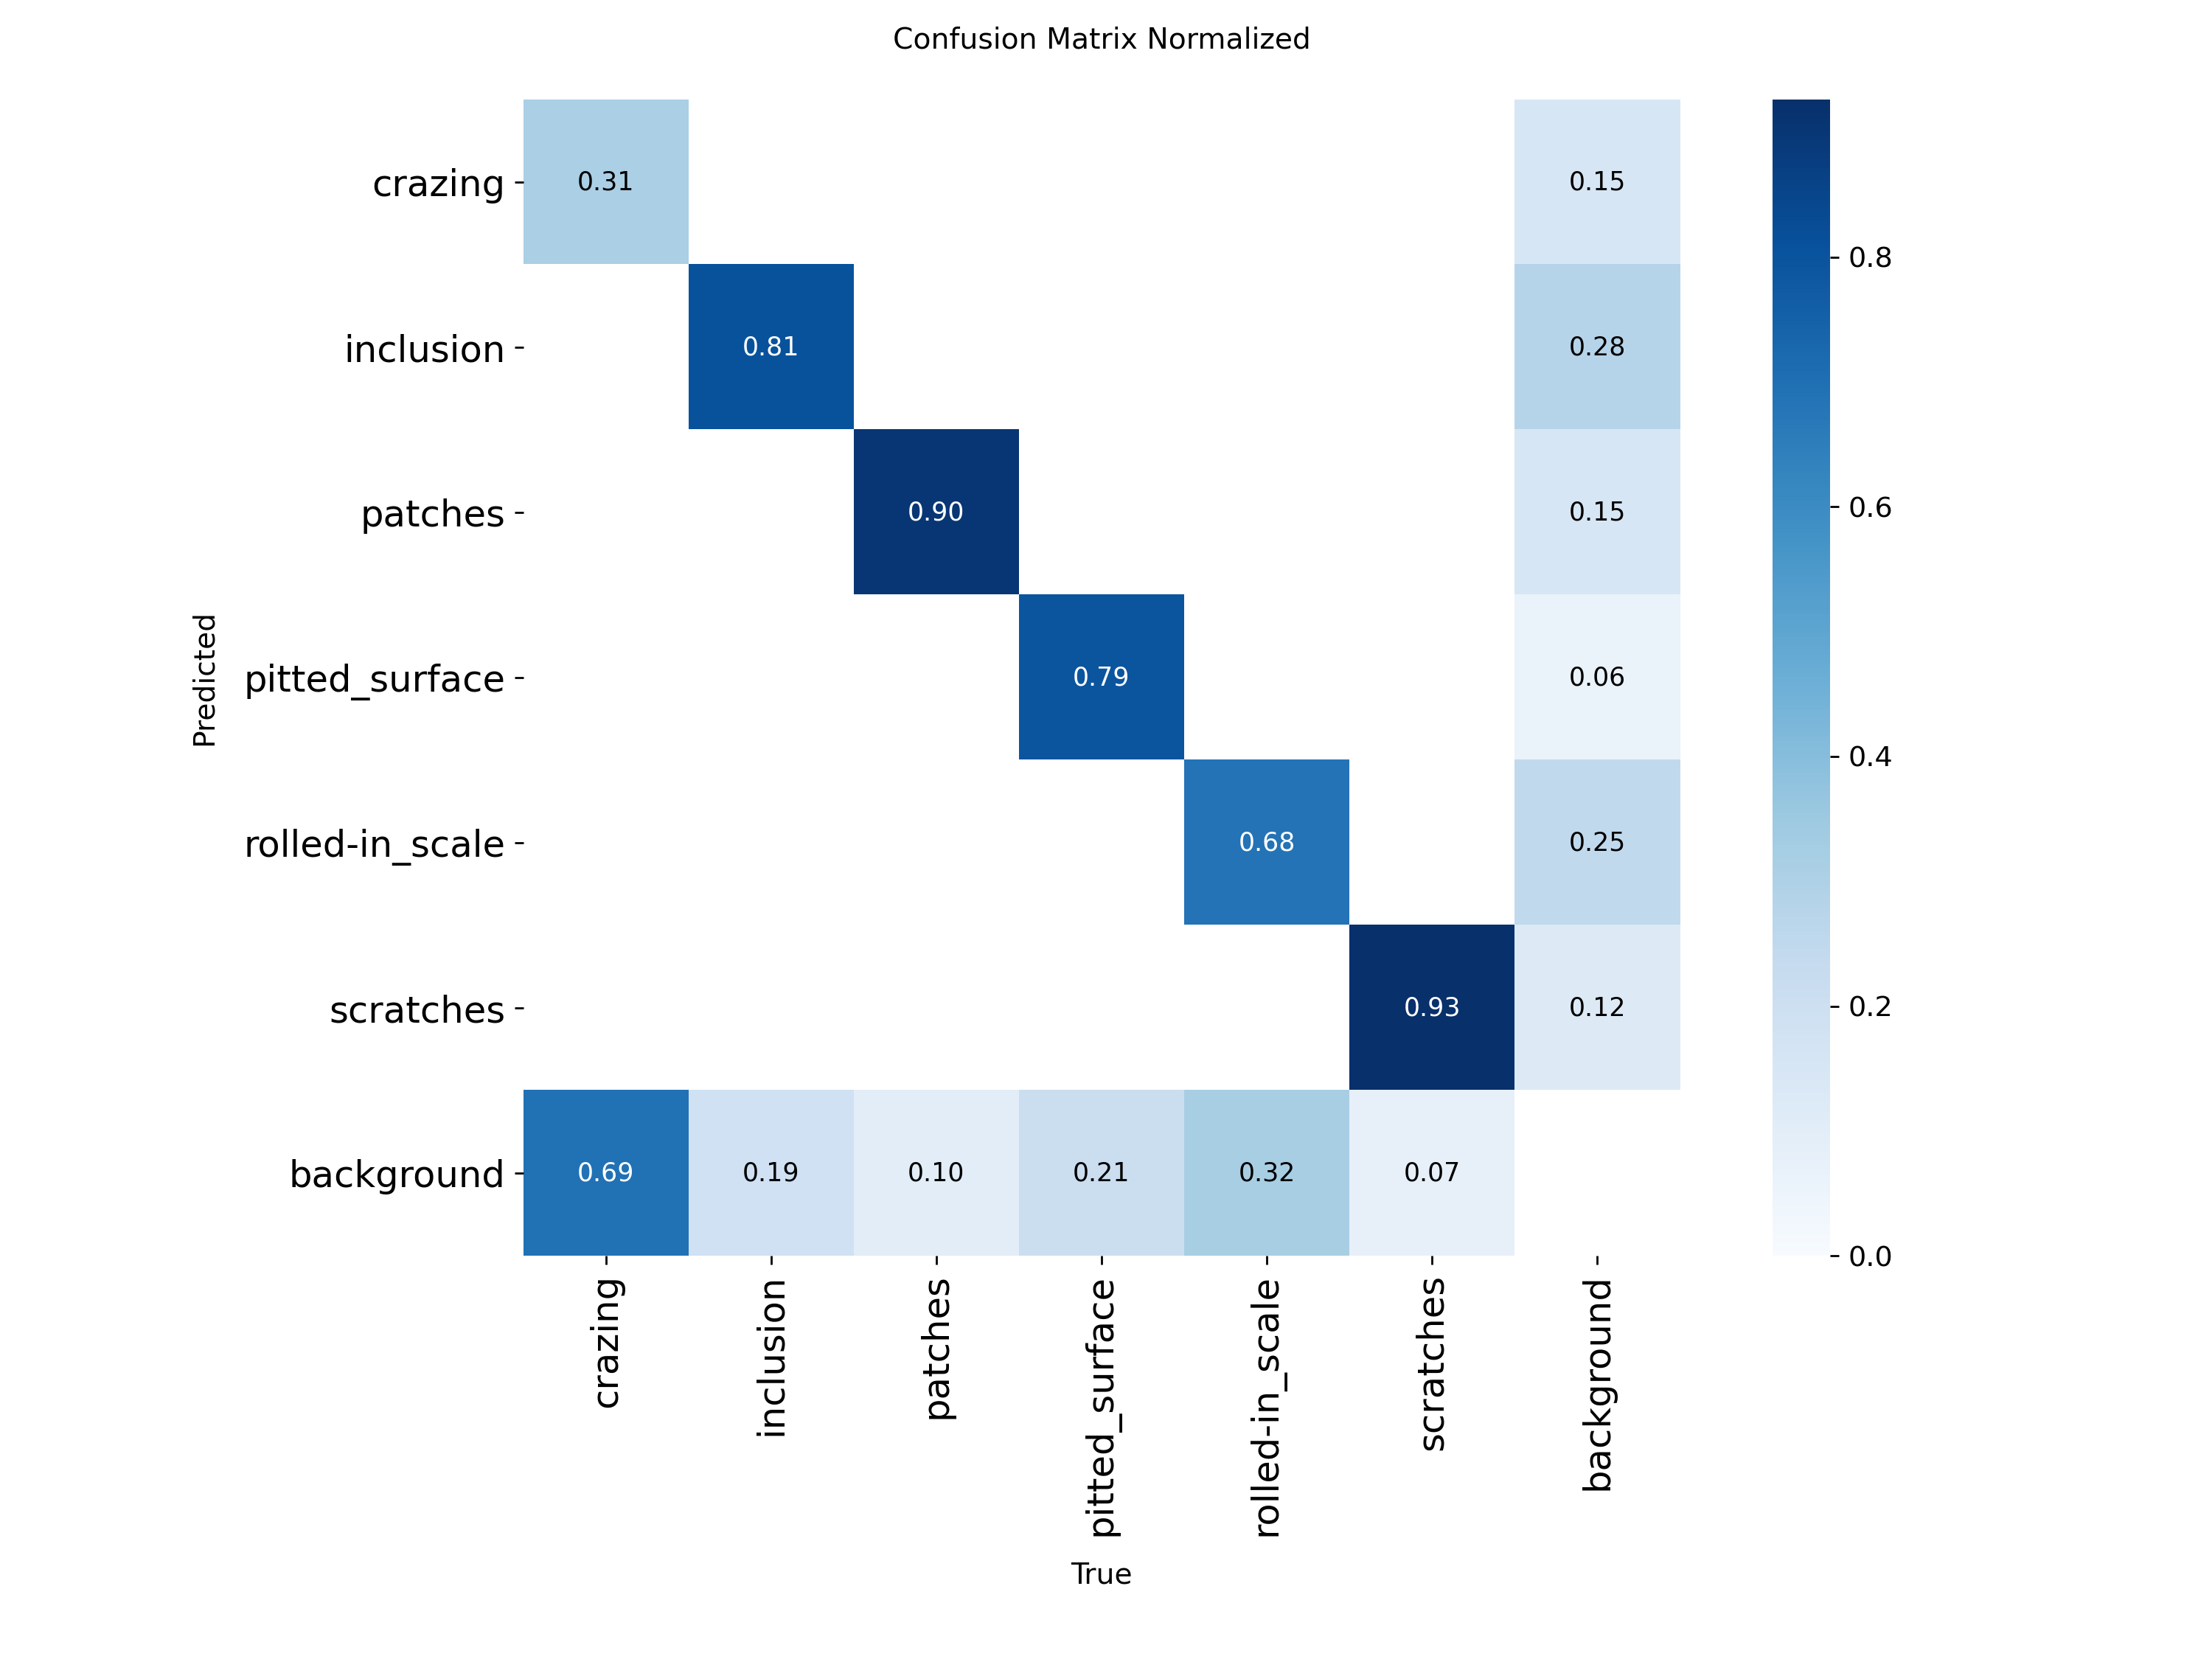 Confusion Matrix Normalized
crazing
0.31
0.15
inclusion
0.81
0.28
patches
0.90
0.15
pitted_surface
0.79
0.06
rolled-in_scale
0.68
0.25
scratches
0.93
0.12
background
0.69
0.19
0.10
0.21
0.32
0.07
Predicted
crazing
inclusion
patches
pitted_surface
rolled-in_scale
scratches
background
True
0.8
0.6
0.4
0.2
0.0